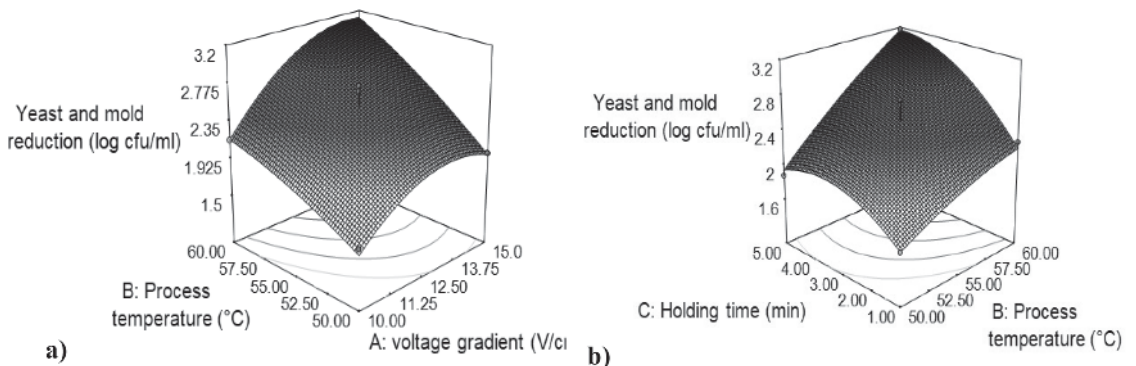 3.2
2.775
Yeast and mold
reduction (log cfu/ml)
2.35
1.925
1.5
60.00
57.50
55.00
52.50
50.00
B: Process
temperature (°C)
15.0
13.75
12.50
11.25
10.00
A: voltage gradient (V/cı
a)
3.2
2.8
Yeast and mold
reduction (log cfu/ml)
2.4
2
1.6
5.00
4.00
3.00
2.00
1.00
C: Holding time (min)
60.00
57.50
55.00
52.50
50.00
B: Process
temperature (°C)
b)